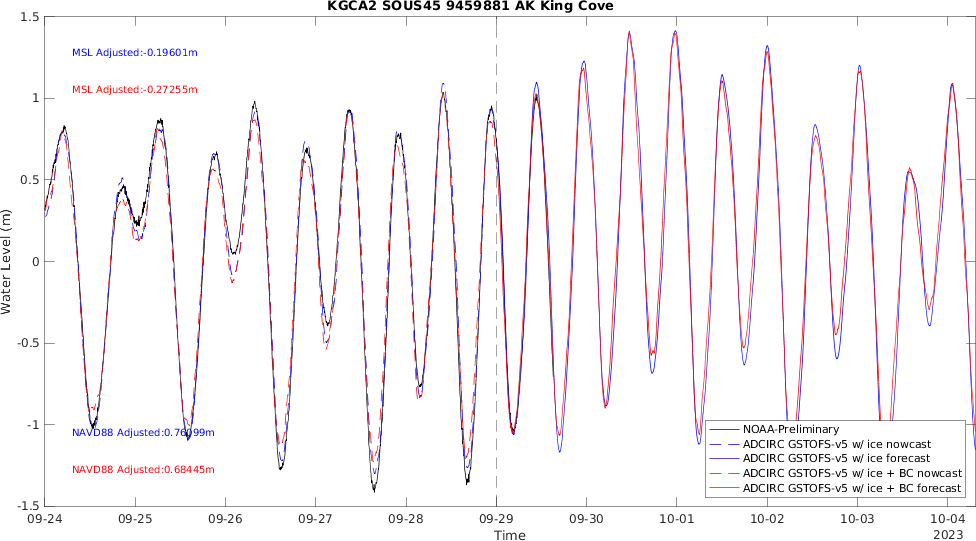 KGCA2 SOUS45 9459881 AK King Cove
1.5
MSL Adjusted:-0.19601m
MSL Adjusted:-0.27255m
1
0.5
0
-0.5
-1
-1.5
Water Level (m)
NAVD88 Adjusted:0.76099m
NAVD88 Adjusted:0.68445m
NOAA-Preliminary
ADCIRC GSTOFS-v5 w/ ice nowcast
ADCIRC GSTOFS-v5 w/ ice forecast
ADCIRC GSTOFS-v5 w/ ice + BC nowcast
ADCIRC GSTOFS-v5 w/ ice + BC forecast
09-24 09-25 09-26 09-27 09-28 09-29 09-30 10-01 10-02 10-03 10-04
Time
2023